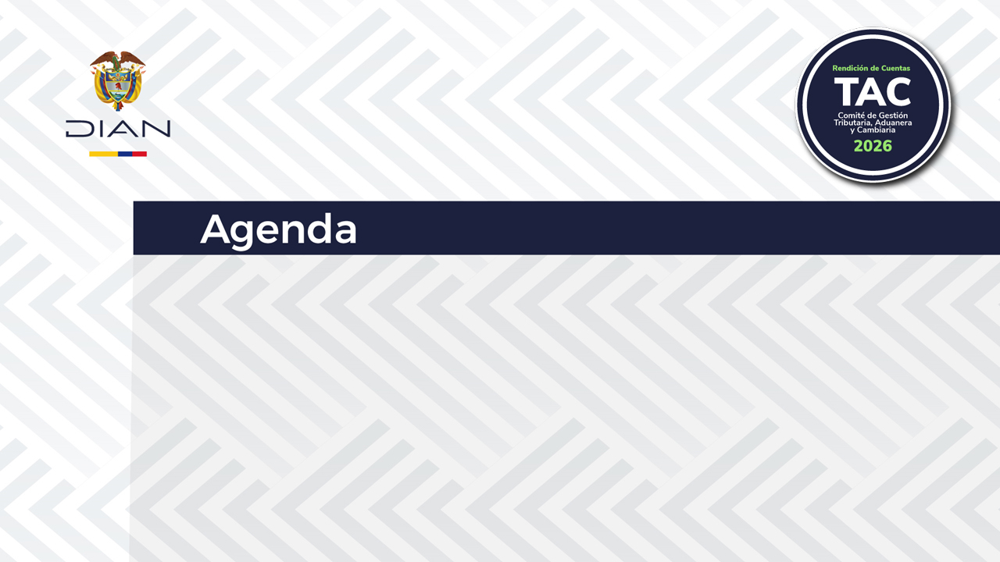 DIAN
Rendición de Cuentas
TAC
Comité de Gestión
Tributaria, Aduanera
y Cambiaria
2026
Agenda